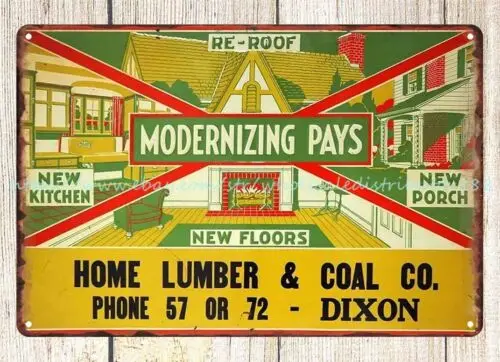 RE-ROOF
MODERNIZING PAYS
NEW
KITCHEN
NEW
PORCH
NEW FLOORS
HOME LUMBER & COAL CO.
PHONE 57 OR 72 - DIXON